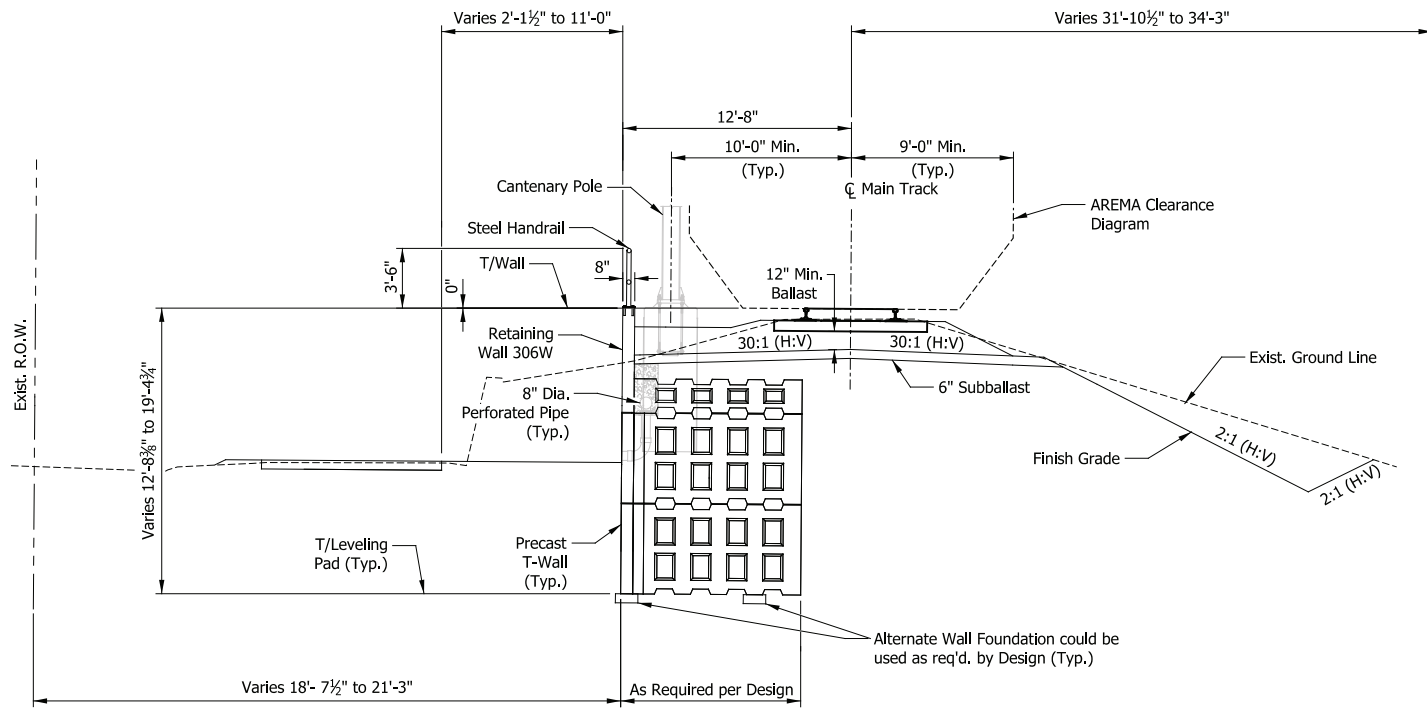 Varies 2'-1½" to 11'-0"
Varies 31'-10½" to 34'-3"
12'-8"
10'-0" Min.
(Typ.)
9'-0" Min.
(Typ.)
℄ Main Track
Cantenary Pole
AREMA Clearance
Diagram
Steel Handrail
3'-6"
T/Wall
0"
8"
12" Min.
Ballast
Retaining
Wall 306W
30:1 (H:V)
30:1 (H:V)
Exist. Ground Line
6" Subballast
Exist. R.O.W.
Varies 12'-8⅜" to 19'-4¾"
8" Dia.
Perforated Pipe
(Typ.)
2:1 (H:V)
Finish Grade
2:1 (H:V)
T/Leveling
Pad (Typ.)
Precast
T-Wall
(Typ.)
Alternate Wall Foundation could be
used as req'd. by Design (Typ.)
Varies 18'- 7½" to 21'-3"
As Required per Design